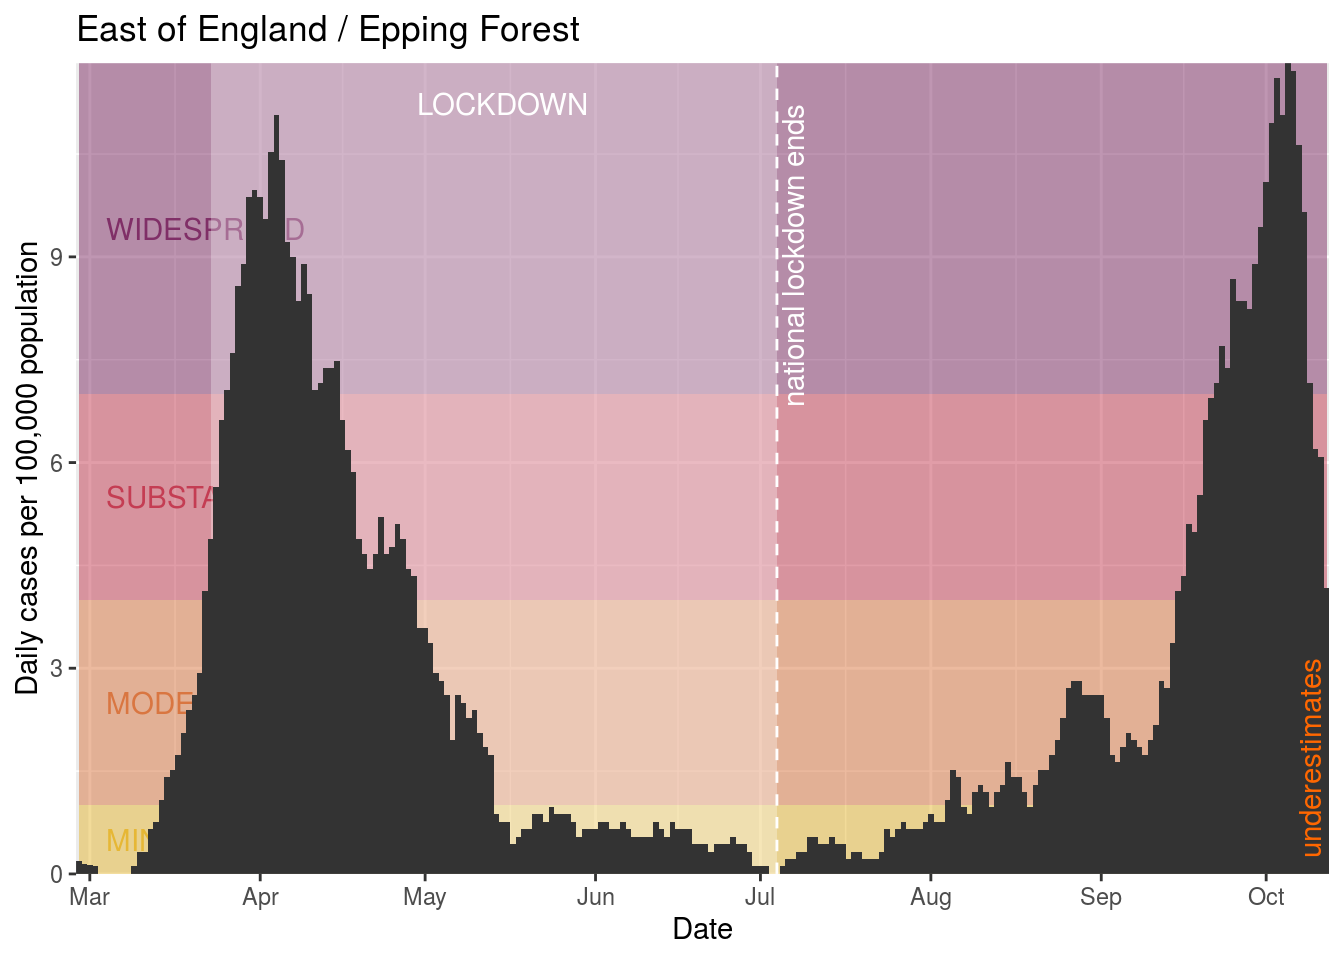 East of England / Epping Forest
LOCKDOWN
national lockdown ends
WIDESPR D
SUBSTA
MODE
MIN
underestimates
Daily cases per 100,000 population
9
6
3
0
Mar Apr May Jun Jul Aug Sep Oct
Date